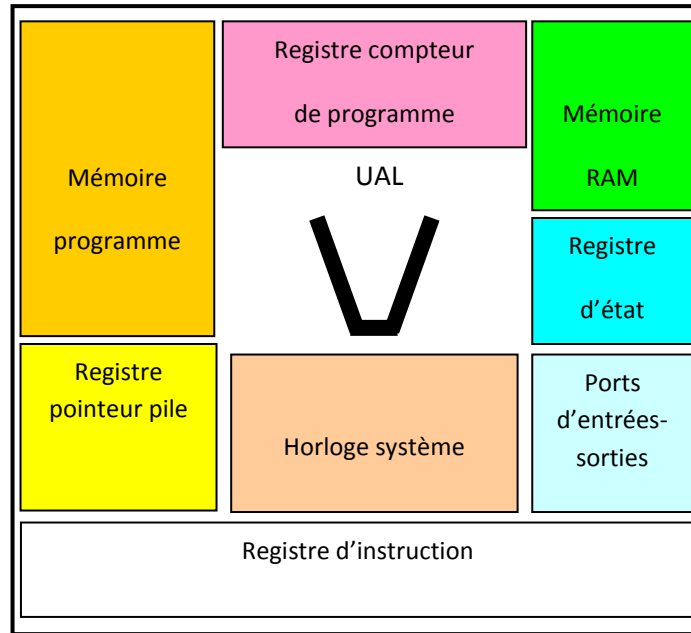 Registre compteur
de programme
Mémoire
programme
UAL
Mémoire
RAM
Registre
d'état
Registre
pointeur pile
Horloge système
Ports
d'entrées-
sorties
Registre d'instruction